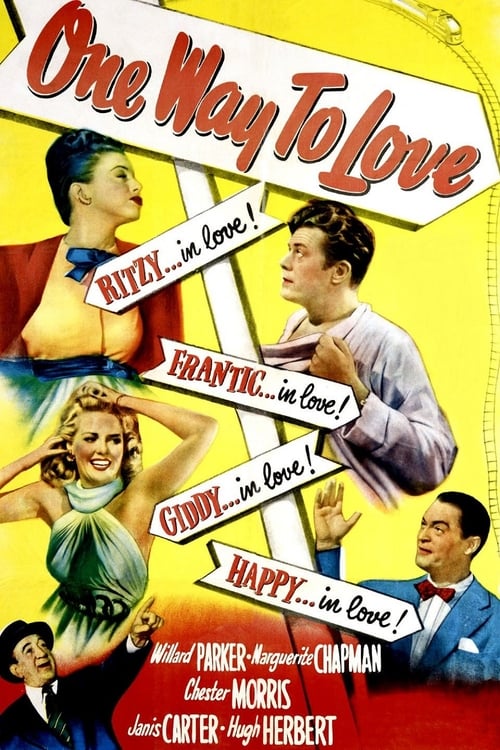 One Way To Love
RITZY...in love!
FRANTIC...in love!
GIDDY...in love!
HAPPY...in love!
Willard PARKER · Marguerite CHAPMAN
Chester MORRIS
Janis CARTER · Hugh HERBERT